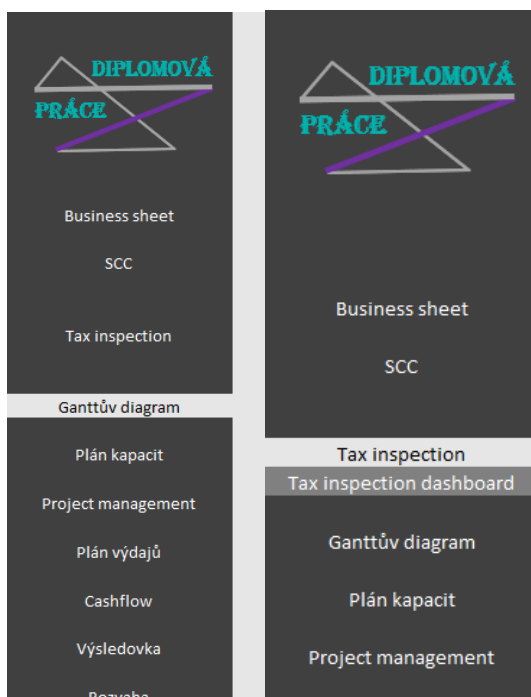 DIPLOMOVÁ
PRÁCE
Business sheet
SCC
Tax inspection
Ganttův diagram
Plán kapacit
Project management
Plán výdajů
Cashflow
Výsledovka
Rozvaha
DIPLOMOVÁ
PRÁCE
Business sheet
SCC
Tax inspection
Tax inspection dashboard
Ganttův diagram
Plán kapacit
Project management